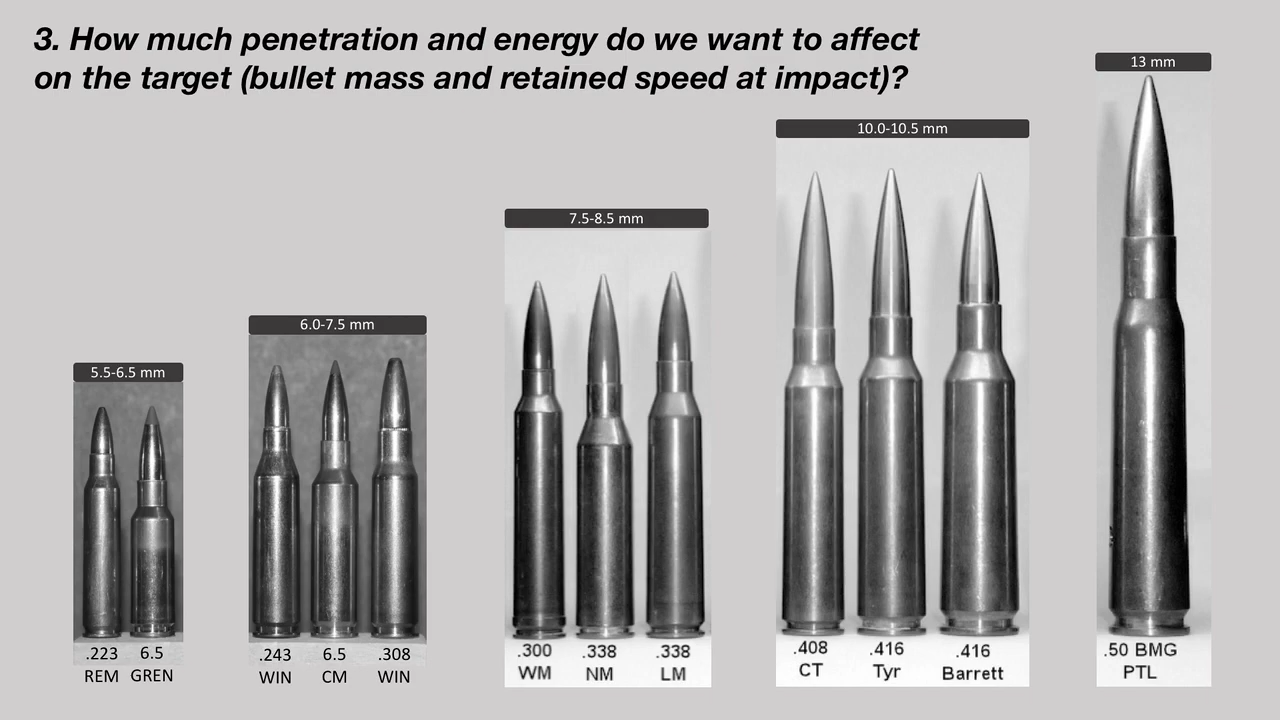 3. How much penetration and energy do we want to affect
on the target (bullet mass and retained speed at impact)?
13 mm
10.0-10.5 mm
7.5-8.5 mm
6.0-7.5 mm
5.5-6.5 mm
.223
REM
6.5
GREN
.243
WIN
6.5
CM
.308
WIN
.300
WM
.338
NM
.338
LM
.408
CT
.416
Tyr
.416
Barrett
.50 BMG
PTL